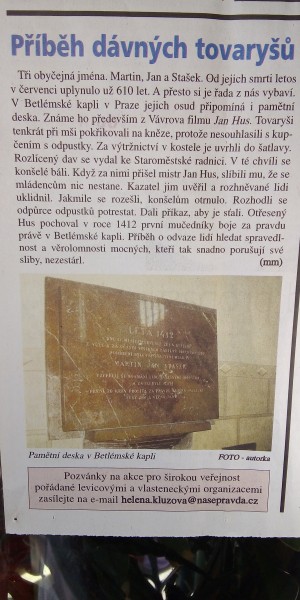 Příběh dávných tovaryšů
Tři obyčejná jména. Martin, Jan a Stašek. Od jejich smrti letos
v červenci uplynulo už 610 let. A přesto si je řada z nás vybaví.
V Betlémské kapli v Praze jejich osud připomíná i pamětní
deska. Známe ho především z Vávrova filmu Jan Hus. Tovaryši
tenkrát při mši pokřikovali na kněze, protože nesouhlasili s kup-
čením s odpustky. Za výtržnictví v kostele je uvrhli do šatlavy.
Rozlícený dav se vydal ke Staroměstské radnici. V té chvíli se
konšelé báli. Když za nimi přišel mistr Jan Hus, slíbili mu, že se
mládencům nic nestane. Kazatel jim uvěřil a rozhněvané lidi
uklidnil. Jakmile se rozešli, konšelům otrnulo. Rozhodli se
odpůrce odpustků potrestat. Dali příkaz, aby je sťali. Otřesený
Hus pochoval v roce 1412 první mučedníky boje za pravdu
právě v Betlémské kapli. Příběh o odvaze lidí hledat spravedl-
nost a věrolomnosti mocných, kteří tak snadno porušují své
sliby, nezestárl. (mm)
LÉTA 1412
MARTIN JAN STAŠEK
Pamětní deska v Betlémské kapli FOTO - autorka
Pozvánky na akce pro širokou veřejnost
pořádané levicovými a vlasteneckými organizacemi
zasílejte na e-mail helena.kluzova@nasepravda.cz